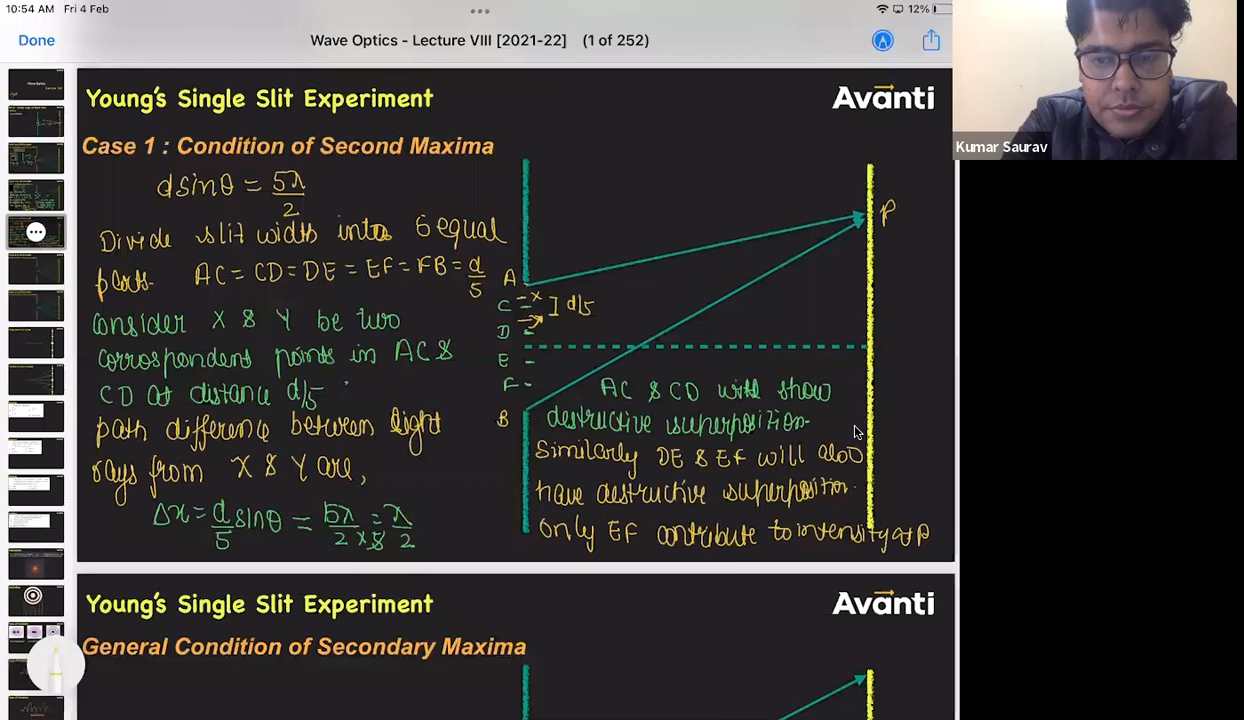 10:54 AM Fri 4 Feb
12%
Done
Wave Optics - Lecture VIII [2021-22] (1 of 252)
Kumar Saurav
Young's Single Slit Experiment
Avanti
Case 1 : Condition of Second Maxima
dsinθ = 5λ/2
Divide slit width into 5 equal
parts. AC = CD = DE = EF = FB = d/5
consider X & Y be two
correspondent points in AC &
CD at distance d/5
path difference between light
rays from X & Y are,
Δx = d/5 sinθ = 5λ/2×5 = λ/2
P
A
C
x
] d/5
D
E
F
B
AC & CD will show
destructive superposition.
Similarly DE & EF will also
have destructive superposition.
only EF contribute to intensity at P
Young's Single Slit Experiment
Avanti
General Condition of Secondary Maxima